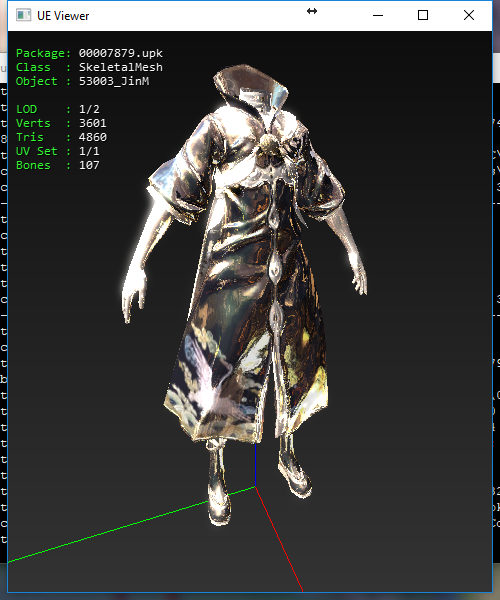 UE Viewer
Package: 00007879.upk
Class : SkeletalMesh
Object : 53003_JinM
LOD : 1/2
Verts : 3601
Tris : 4860
UV Set : 1/1
Bones : 107